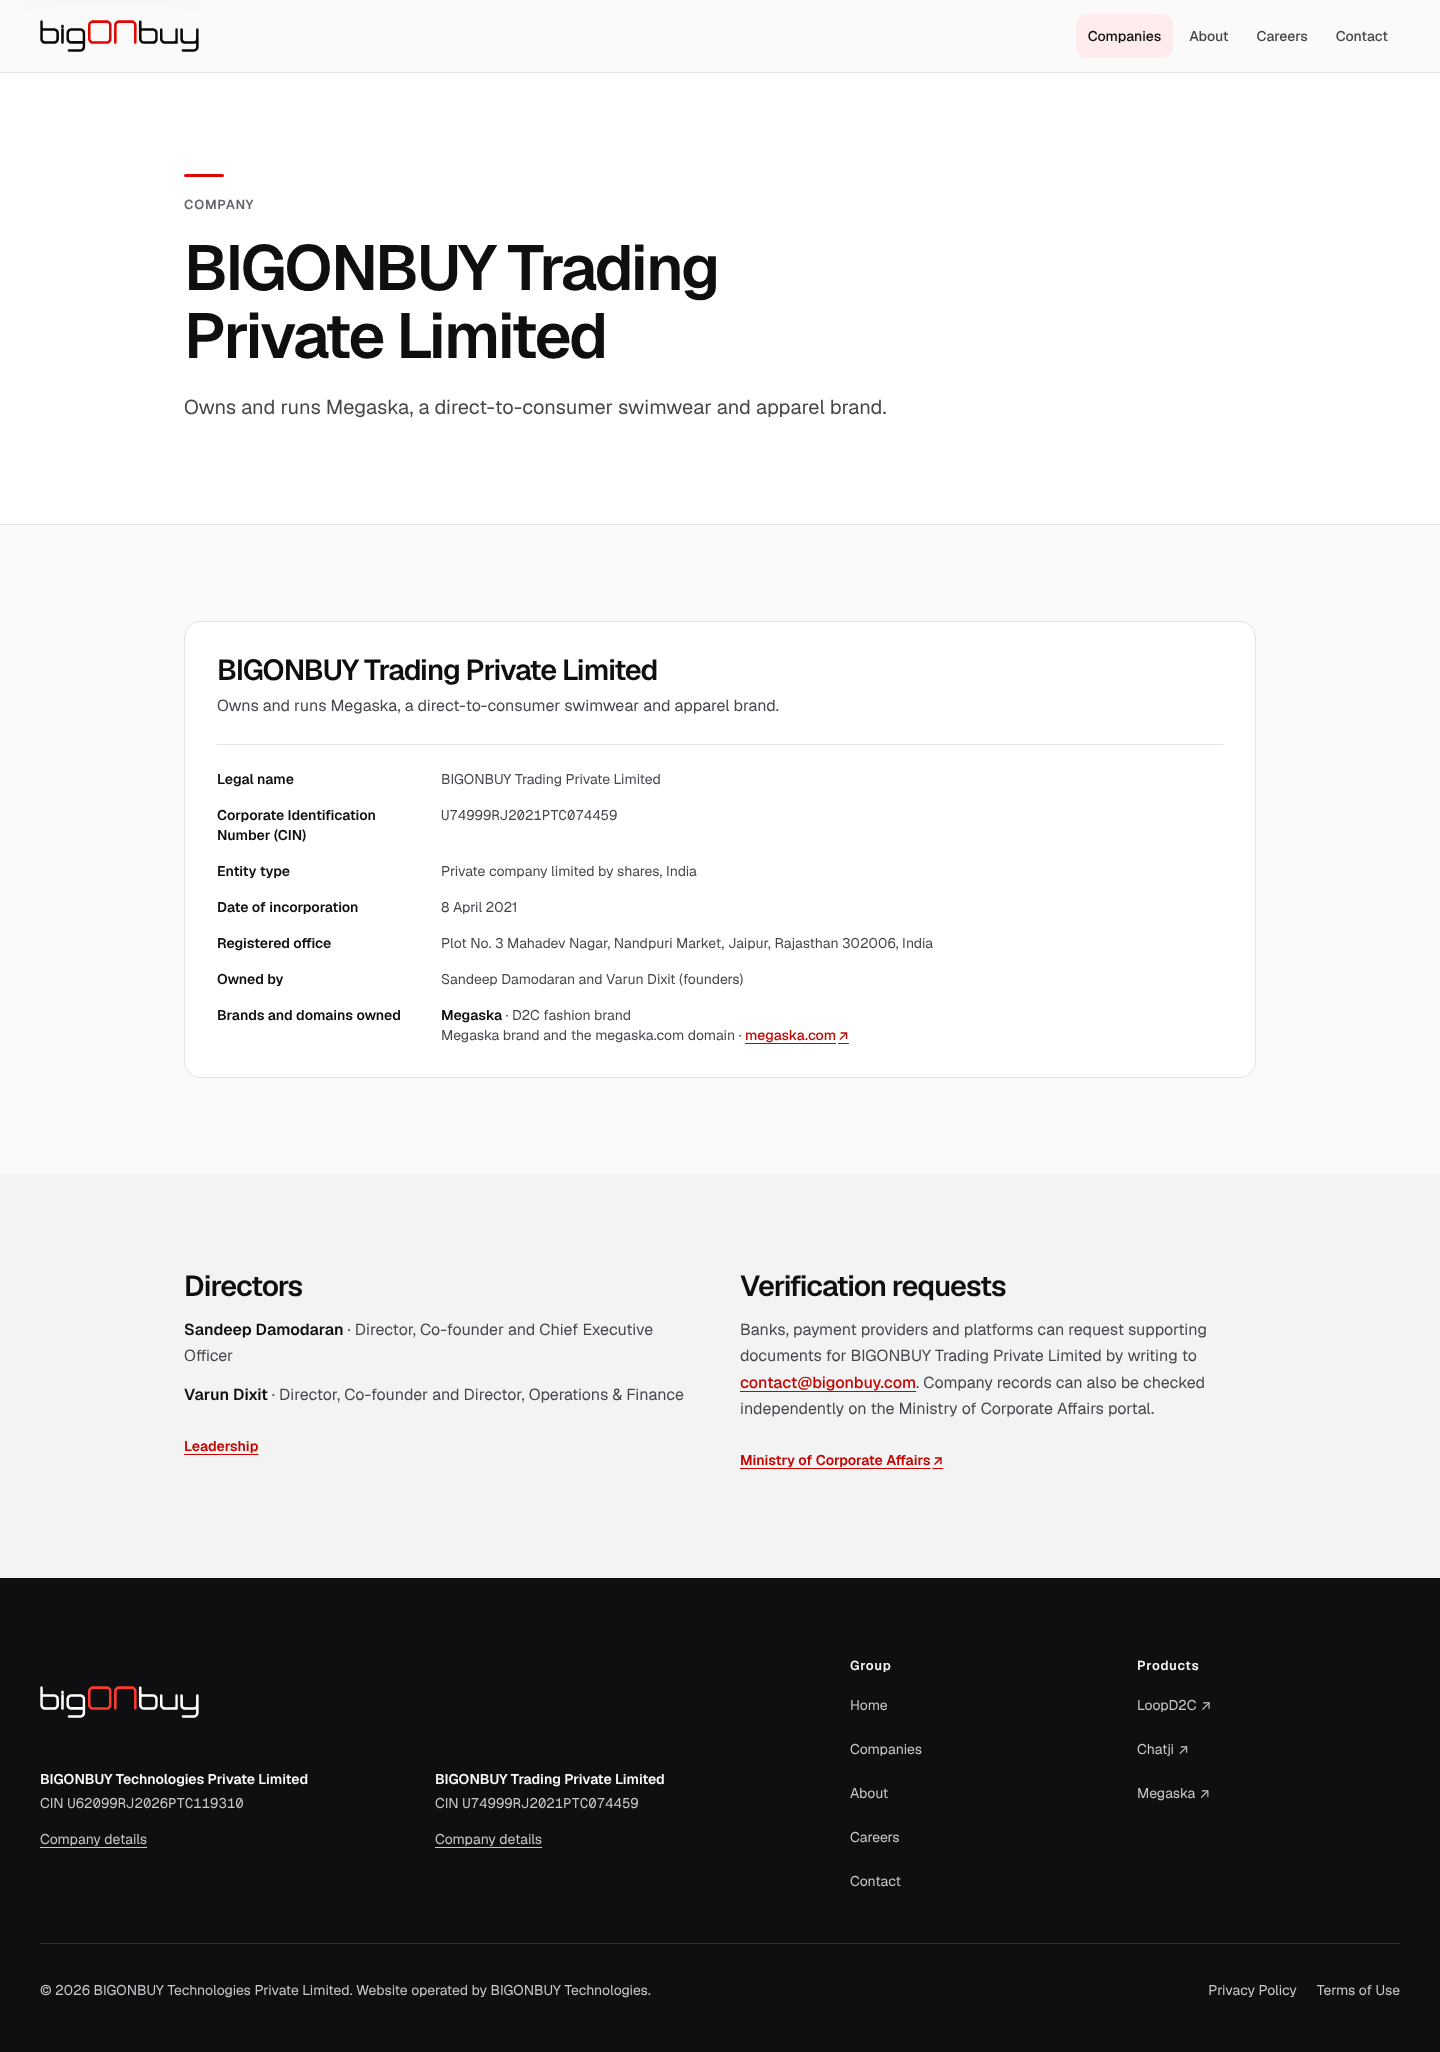 bigONbuy
Companies About Careers Contact
COMPANY
BIGONBUY Trading
Private Limited
Owns and runs Megaska, a direct-to-consumer swimwear and apparel brand.
BIGONBUY Trading Private Limited
Owns and runs Megaska, a direct-to-consumer swimwear and apparel brand.
Legal name BIGONBUY Trading Private Limited
Corporate Identification U74999RJ2021PTC074459
Number (CIN)
Entity type Private company limited by shares, India
Date of incorporation 8 April 2021
Registered office Plot No. 3 Mahadev Nagar, Nandpuri Market, Jaipur, Rajasthan 302006, India
Owned by Sandeep Damodaran and Varun Dixit (founders)
Brands and domains owned Megaska · D2C fashion brand
Megaska brand and the megaska.com domain · megaska.com ↗
Directors
Sandeep Damodaran · Director, Co-founder and Chief Executive
Officer
Varun Dixit · Director, Co-founder and Director, Operations & Finance
Leadership
Verification requests
Banks, payment providers and platforms can request supporting
documents for BIGONBUY Trading Private Limited by writing to
contact@bigonbuy.com. Company records can also be checked
independently on the Ministry of Corporate Affairs portal.
Ministry of Corporate Affairs ↗
bigONbuy
BIGONBUY Technologies Private Limited
CIN U62099RJ2026PTC119310
Company details
BIGONBUY Trading Private Limited
CIN U74999RJ2021PTC074459
Company details
Group
Home
Companies
About
Careers
Contact
Products
LoopD2C ↗
Chatji ↗
Megaska ↗
© 2026 BIGONBUY Technologies Private Limited. Website operated by BIGONBUY Technologies.
Privacy Policy Terms of Use